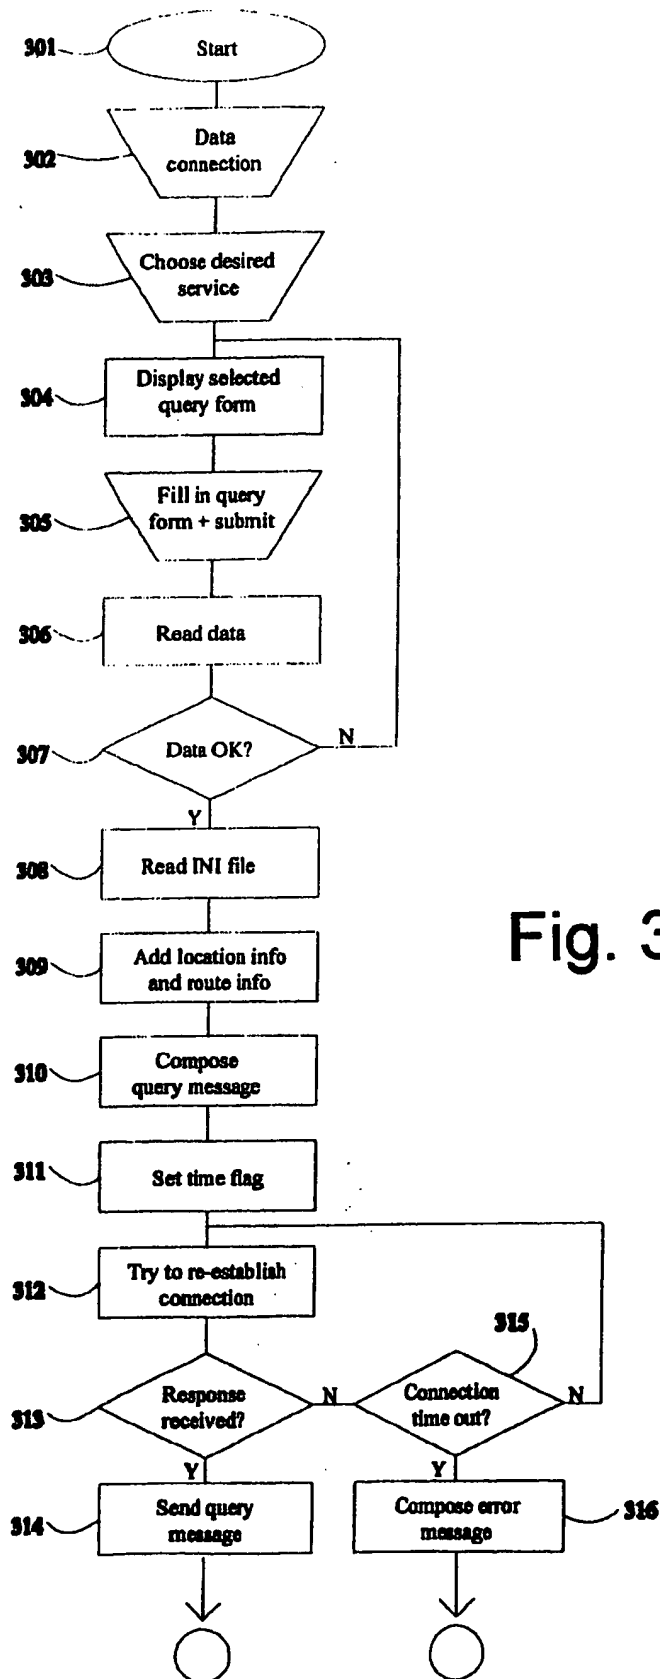 301
Start
302
Data
connection
303
Choose desired
service
304
Display selected
query form
305
Fill in query
form + submit
306
Read data
307
Data OK?
N
Y
308
Read INI file
309
Add location info
and route info
310
Compose
query message
311
Set time flag
312
Try to re-establish
connection
315
313
Response
received?
N
Connection
time out?
N
Y
Y
314
Send query
message
Compose error
message
316
Fig. 3